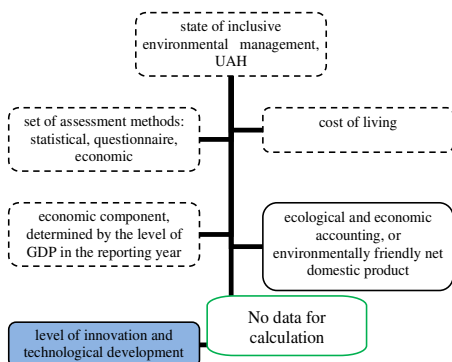 state of inclusive
environmental management,
UAH
set of assessment methods:
statistical, questionnaire,
economic
cost of living
economic component,
determined by the level of
GDP in the reporting year
ecological and economic
accounting, or
environmentally friendly net
domestic product
No data for
calculation
level of innovation and
technological development